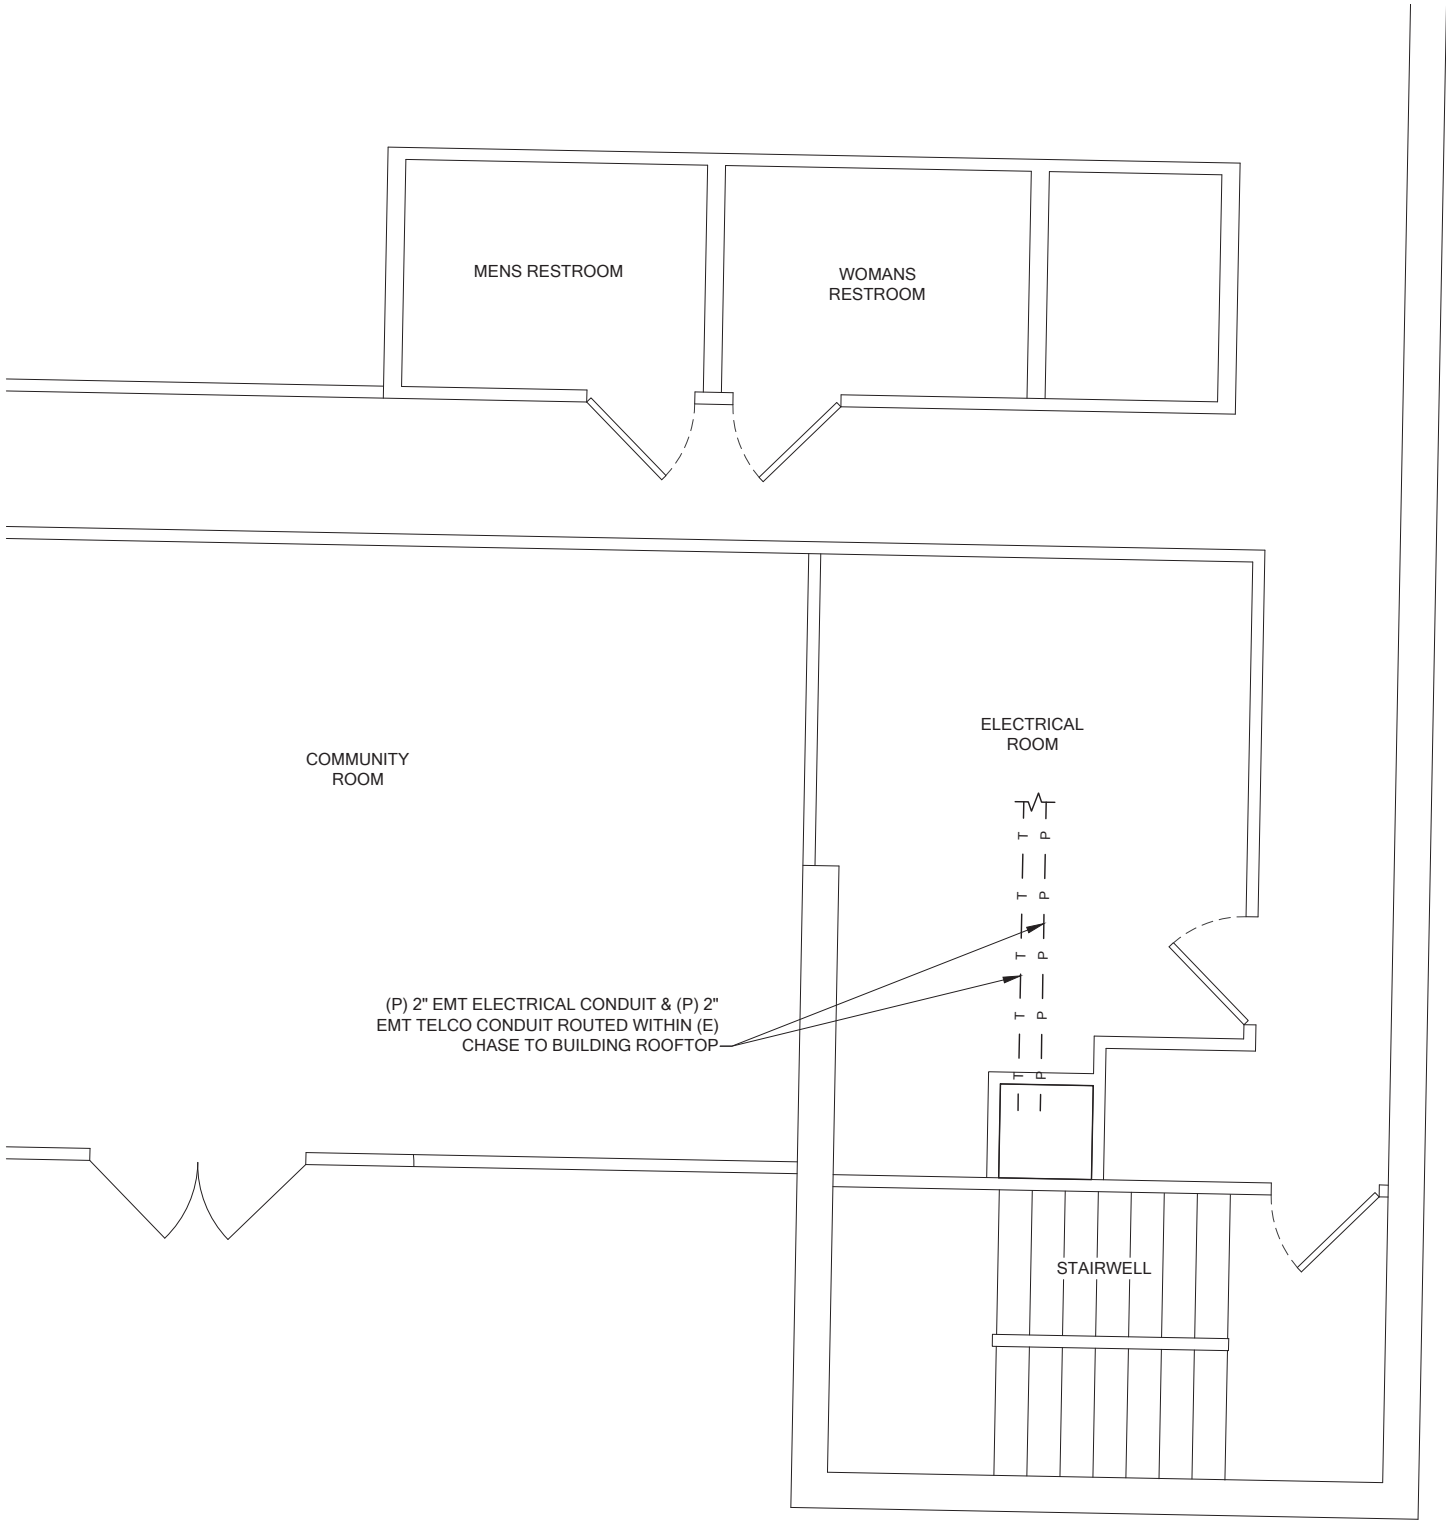 MENS RESTROOM
WOMANS
RESTROOM
COMMUNITY
ROOM
ELECTRICAL
ROOM
T P
T P
T P
T P
T P
(P) 2" EMT ELECTRICAL CONDUIT & (P) 2"
EMT TELCO CONDUIT ROUTED WITHIN (E)
CHASE TO BUILDING ROOFTOP
STAIRWELL